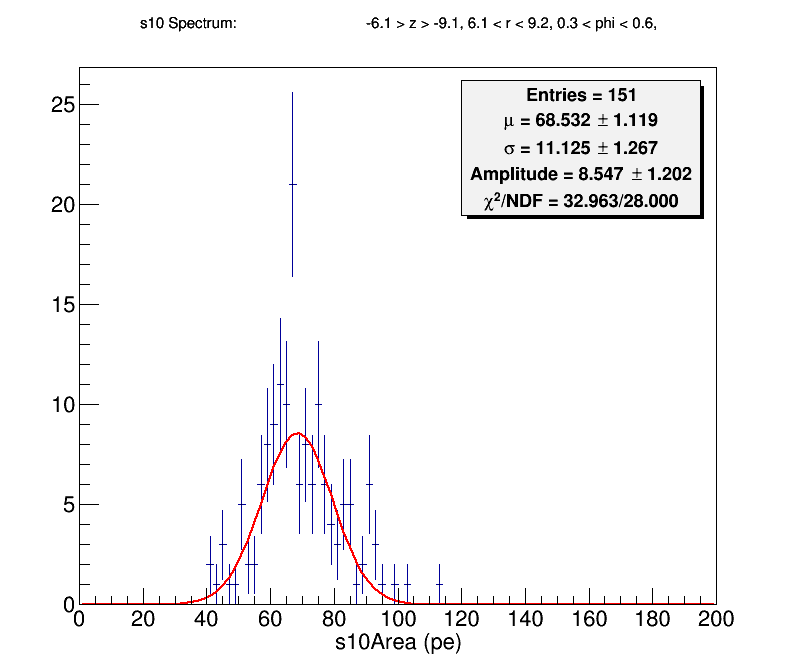 s10 Spectrum: -6.1 > z > -9.1, 6.1 < r < 9.2, 0.3 < phi < 0.6,
Entries = 151
μ = 68.532 ± 1.119
σ = 11.125 ± 1.267
Amplitude = 8.547 ± 1.202
χ²/NDF = 32.963/28.000
25
20
15
10
5
0
0 20 40 60 80 100 120 140 160 180 200
s10Area (pe)